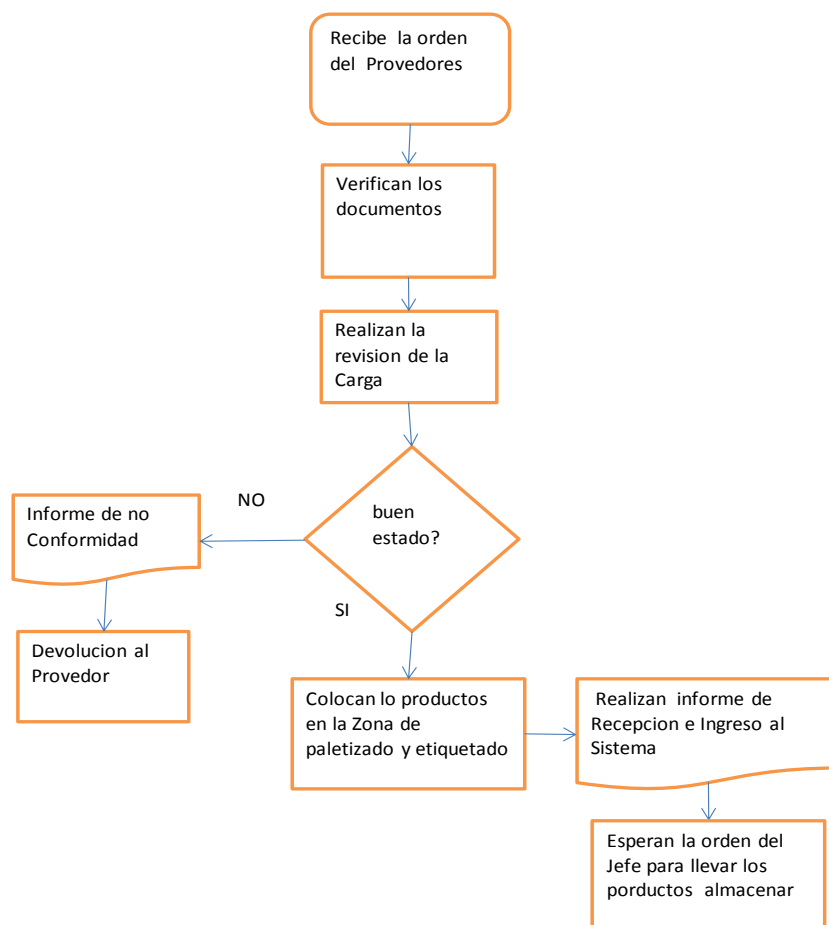 Recibe la orden
del Provedores
Verifican los
documentos
Realizan la
revision de la
Carga
buen
estado?
NO
Informe de no
Conformidad
Devolucion al
Provedor
SI
Colocan lo productos
en la Zona de
paletizado y etiquetado
Realizan informe de
Recepcion e Ingreso al
Sistema
Esperan la orden del
Jefe para llevar los
porductos almacenar